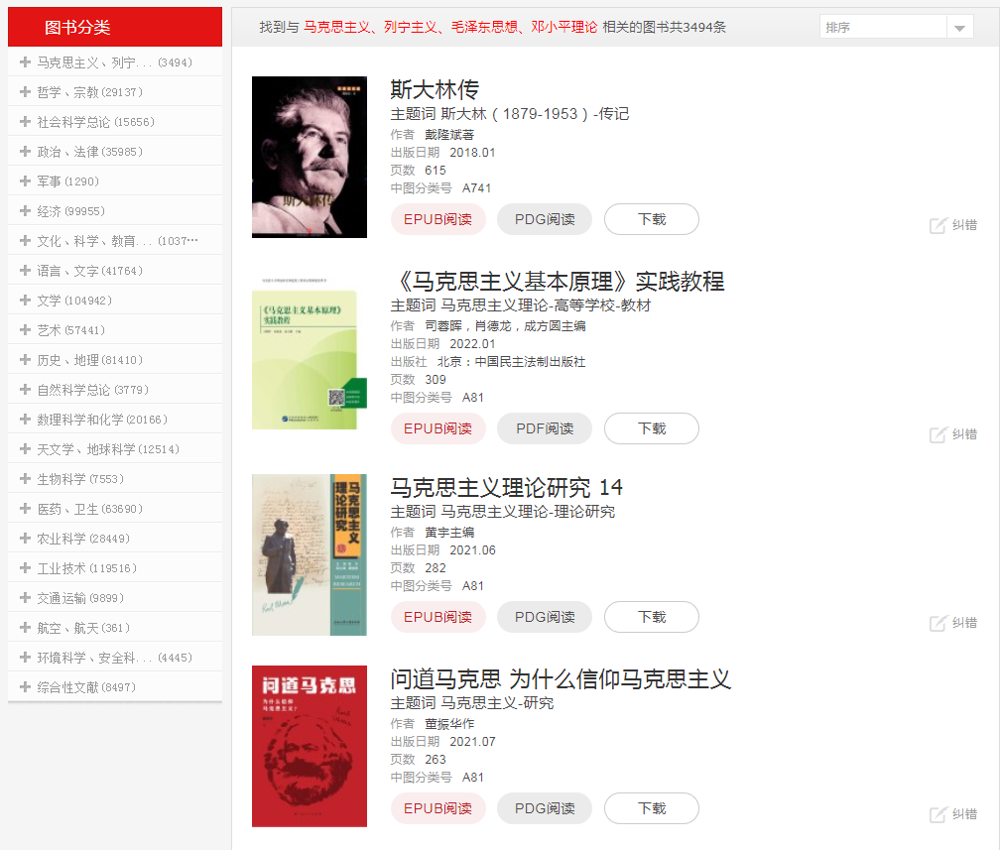 图书分类
马克思主义、列宁... (3494)
哲学、宗教(29137)
社会科学总论(15656)
政治、法律(35985)
军事(1290)
经济(99955)
文化、科学、教育... (1037...
语言、文字(41764)
文学(104942)
艺术(57441)
历史、地理(81410)
自然科学总论(3779)
数理科学和化学(20166)
天文学、地球科学(12514)
生物科学(7553)
医药、卫生(63690)
农业科学(28449)
工业技术(119516)
交通运输(9899)
航空、航天(361)
环境科学、安全科... (4445)
综合性文献(8497)
找到与 马克思主义、列宁主义、毛泽东思想、邓小平理论 相关的图书共3494条
排序
斯大林传
斯大林传
主题词 斯大林（1879-1953）-传记
作者 戴隆斌著
出版日期 2018.01
页数 615
中图分类号 A741
EPUB阅读 PDG阅读 下载
纠错
《马克思主义基本原理》
实践教程
《马克思主义基本原理》实践教程
主题词 马克思主义理论-高等学校-教材
作者 司蓉晖，肖德龙，成方圆主编
出版日期 2022.01
出版社 北京：中国民主法制出版社
页数 309
中图分类号 A81
EPUB阅读 PDF阅读 下载
纠错
马克思主义
理论研究
马克思主义理论研究 14
主题词 马克思主义理论-理论研究
作者 黄宇主编
出版日期 2021.06
页数 282
中图分类号 A81
EPUB阅读 PDG阅读 下载
纠错
问道马克思
为什么信仰
马克思主义?
问道马克思 为什么信仰马克思主义
主题词 马克思主义-研究
作者 董振华作
出版日期 2021.07
页数 263
中图分类号 A81
EPUB阅读 PDG阅读 下载
纠错